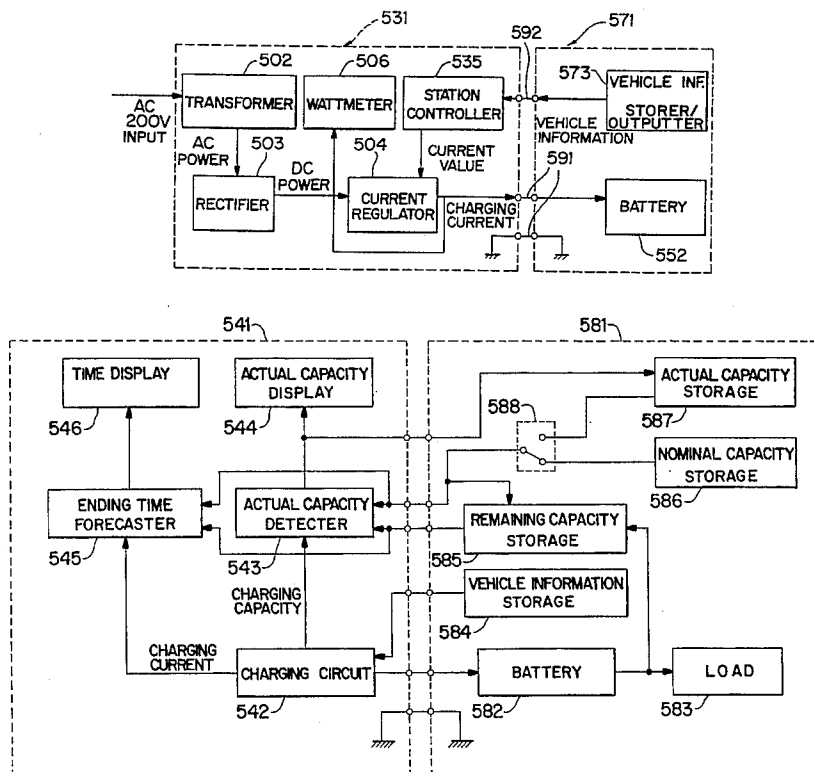 531
571
502
506
535
592
573
TRANSFORMER
WATTMETER
STATION
CONTROLLER
VEHICLE INF.
STORER/
OUTPUTTER
AC
200V
INPUT
VEHICLE
INFORMATION
AC
POWER
503
DC
POWER
504
CURRENT
VALUE
591
RECTIFIER
CURRENT
REGULATOR
CHARGING
CURRENT
BATTERY
552
541
581
TIME DISPLAY
546
ACTUAL CAPACITY
DISPLAY
544
588
ACTUAL CAPACITY
STORAGE
587
NOMINAL CAPACITY
STORAGE
586
ENDING TIME
FORECASTER
545
ACTUAL CAPACITY
DETECTER
543
REMAINING CAPACITY
STORAGE
585
CHARGING
CAPACITY
VEHICLE INFORMATION
STORAGE
584
CHARGING
CURRENT
CHARGING CIRCUIT
542
BATTERY
582
LOAD
583